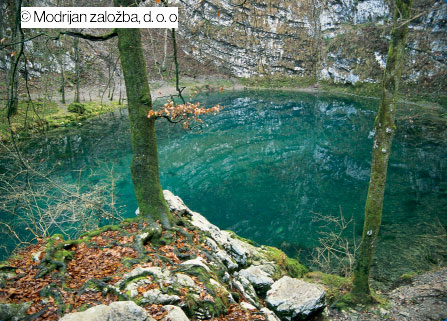 © Modrijan založba, d. o. o